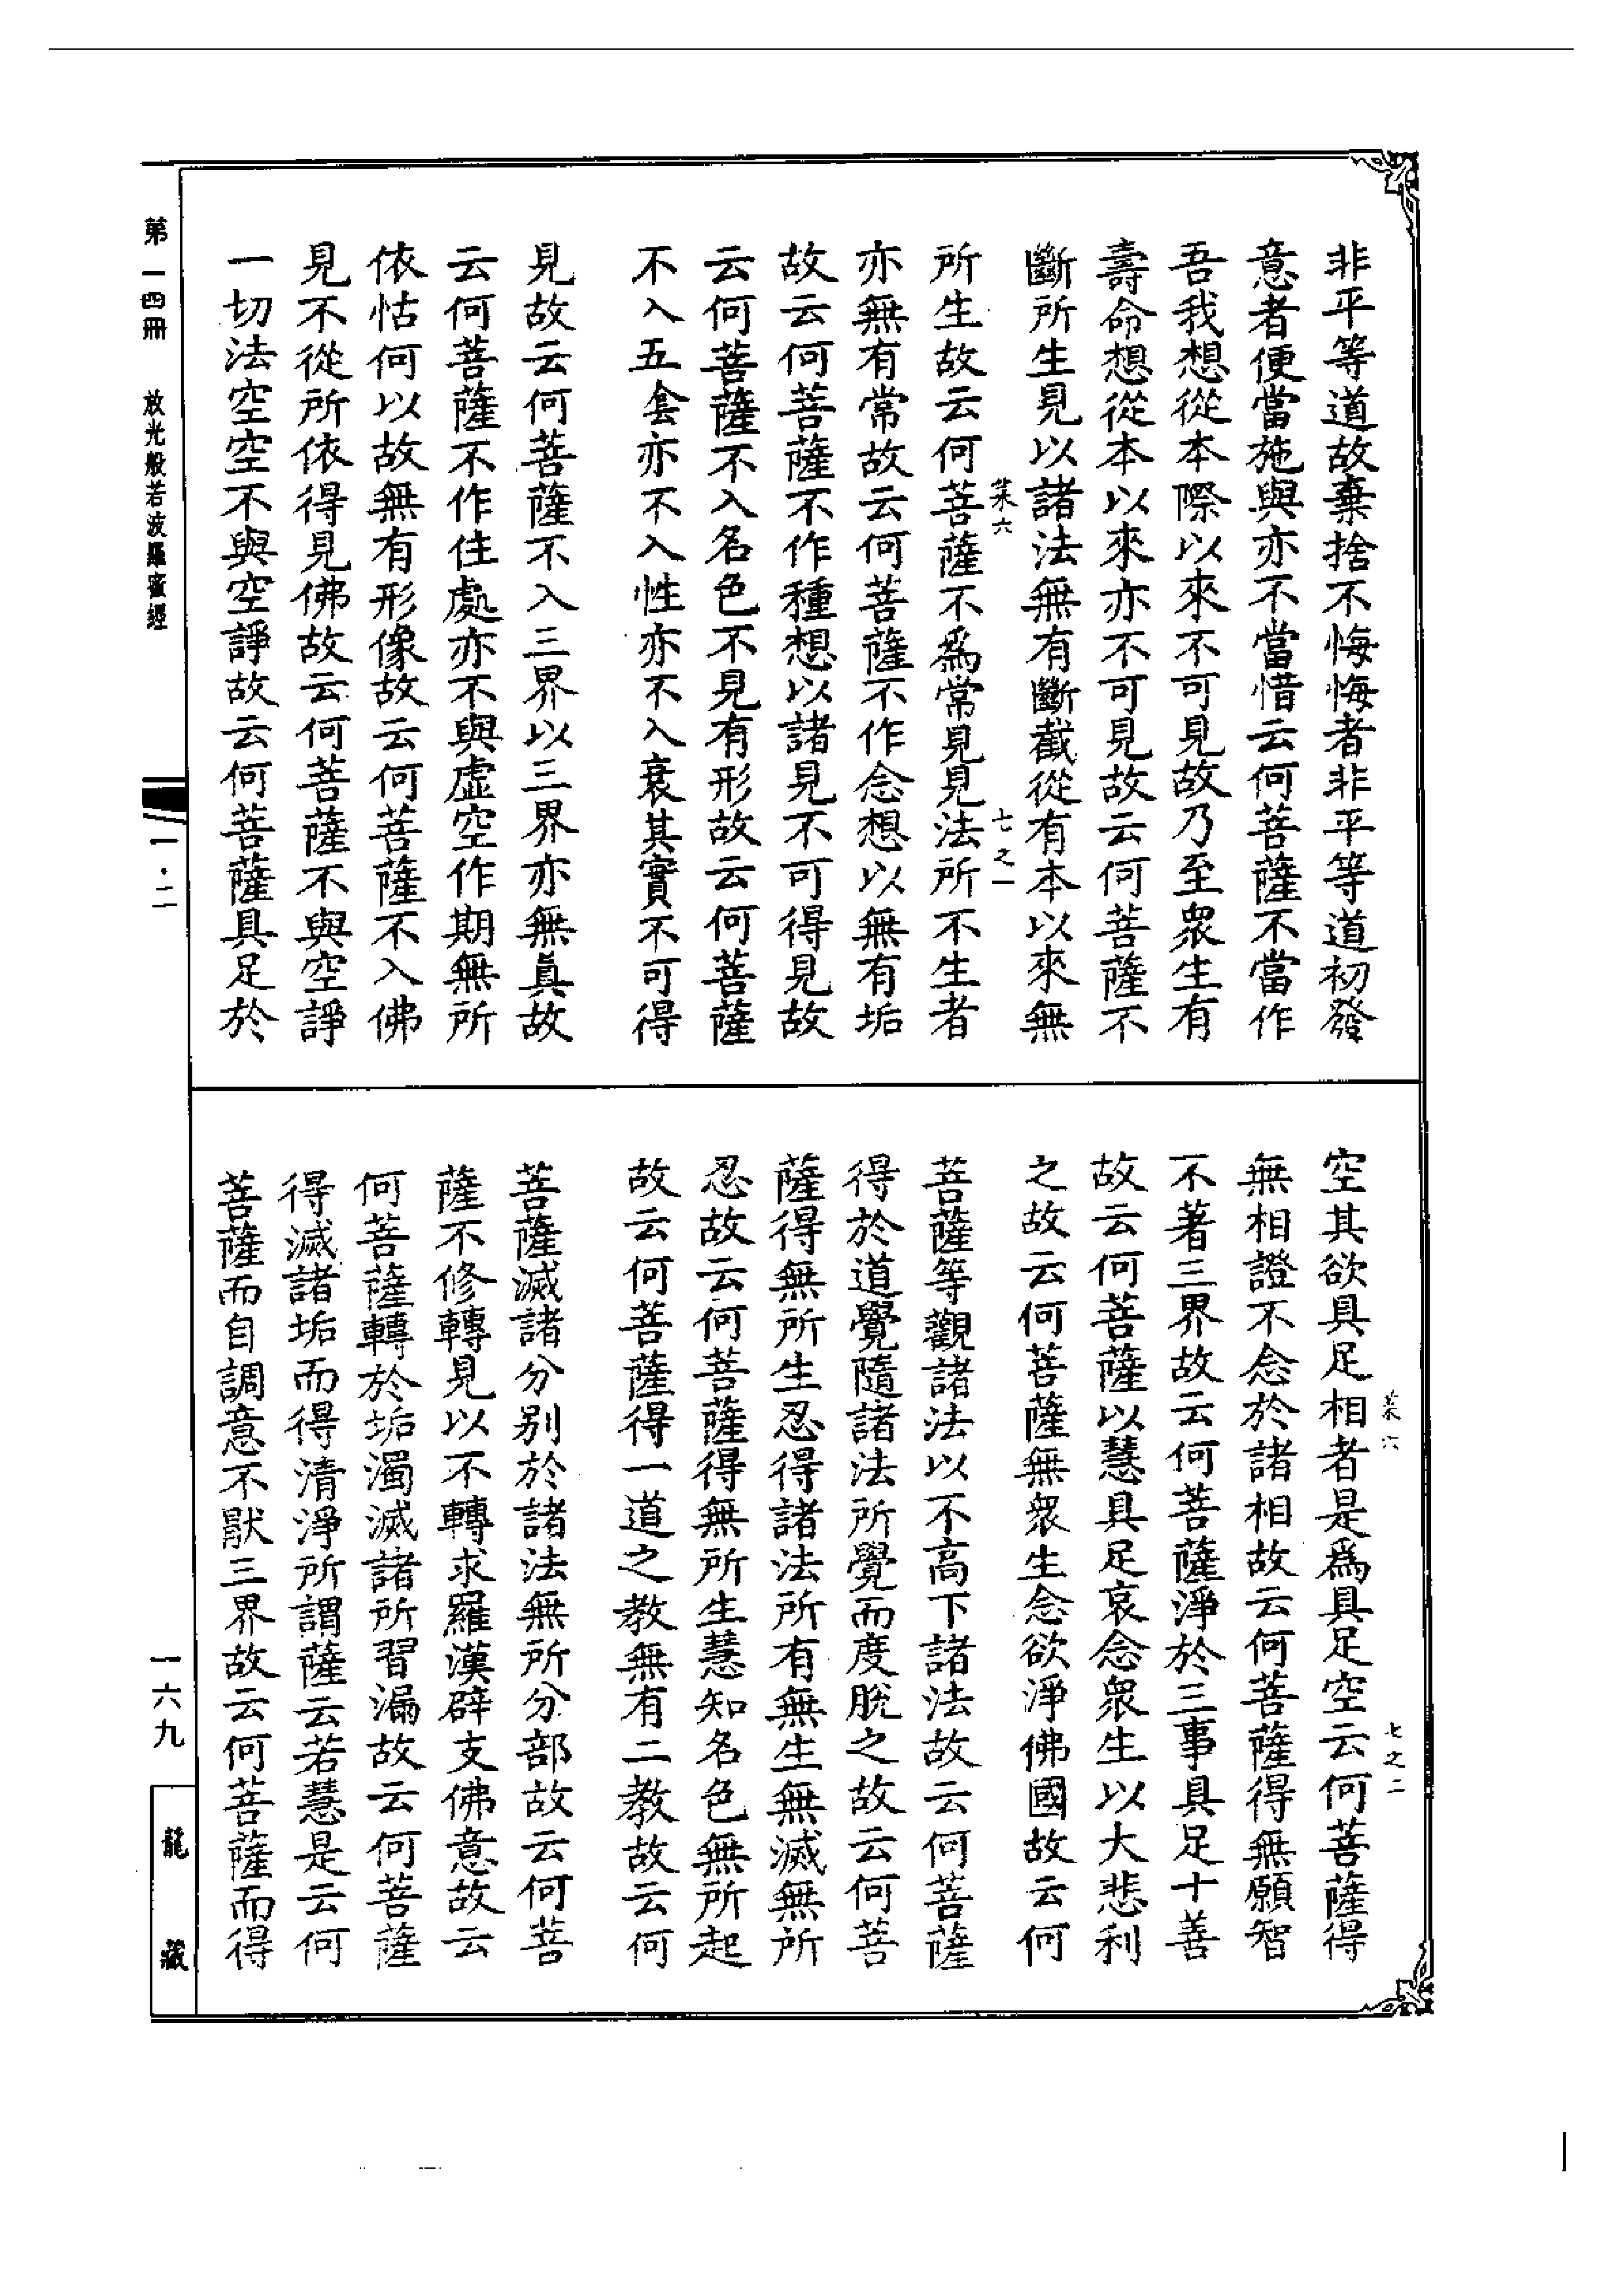 非平等道故棄捨不悔悔者非平等道初發
意者便當施與亦不當惜云何菩薩不當作
吾我想從本際以來不可見故乃至眾生有
壽命想從本以來亦不可見故云何菩薩不
斷所生見以諸法無有斷截從有本以來無
菜六 七之一
所生故云何菩薩不為常見見法所不生者
亦無有常故云何菩薩不作念想以無有垢
故云何菩薩不作種想以諸見不可得見故
云何菩薩不入名色不見有形故云何菩薩
不入五㑹亦不入性亦不入衰其實不可得
見故云何菩薩不入三界以三界亦無真故
云何菩薩不作住處亦不與虛空作期無所
依怙何以故無有形像故云何菩薩不入佛
見不從所依得見佛故云何菩薩不與空諍
一切法空空不與空諍故云何菩薩具足於
菜六 七之二
空其欲具足相者是為具足空云何菩薩得
無相證不念於諸相故云何菩薩得無願智
不著三界故云何菩薩淨於三事具足十善
故云何菩薩以慧具足哀念眾生以大悲利
之故云何菩薩無眾生念欲淨佛國故云何
菩薩等觀諸法以不高下諸法故云何菩薩
得於道覺隨諸法所覺而度脫之故云何菩
薩得無所生忍得諸法所有無生無滅無所
忍故云何菩薩得無所生慧知名色無所起
故云何菩薩得一道之教無有二教故云何
菩薩滅諸分別於諸法無所分部故云何菩
薩不修轉見以不轉求羅漢辟支佛意故云
何菩薩轉於垢濁滅諸所習漏故云何菩薩
得滅諸垢而得清淨所謂薩云若慧是云何
菩薩而自調意不猒三界故云何菩薩而得
第一四冊 放光般若波羅蜜經 一·二 一六九
龍藏